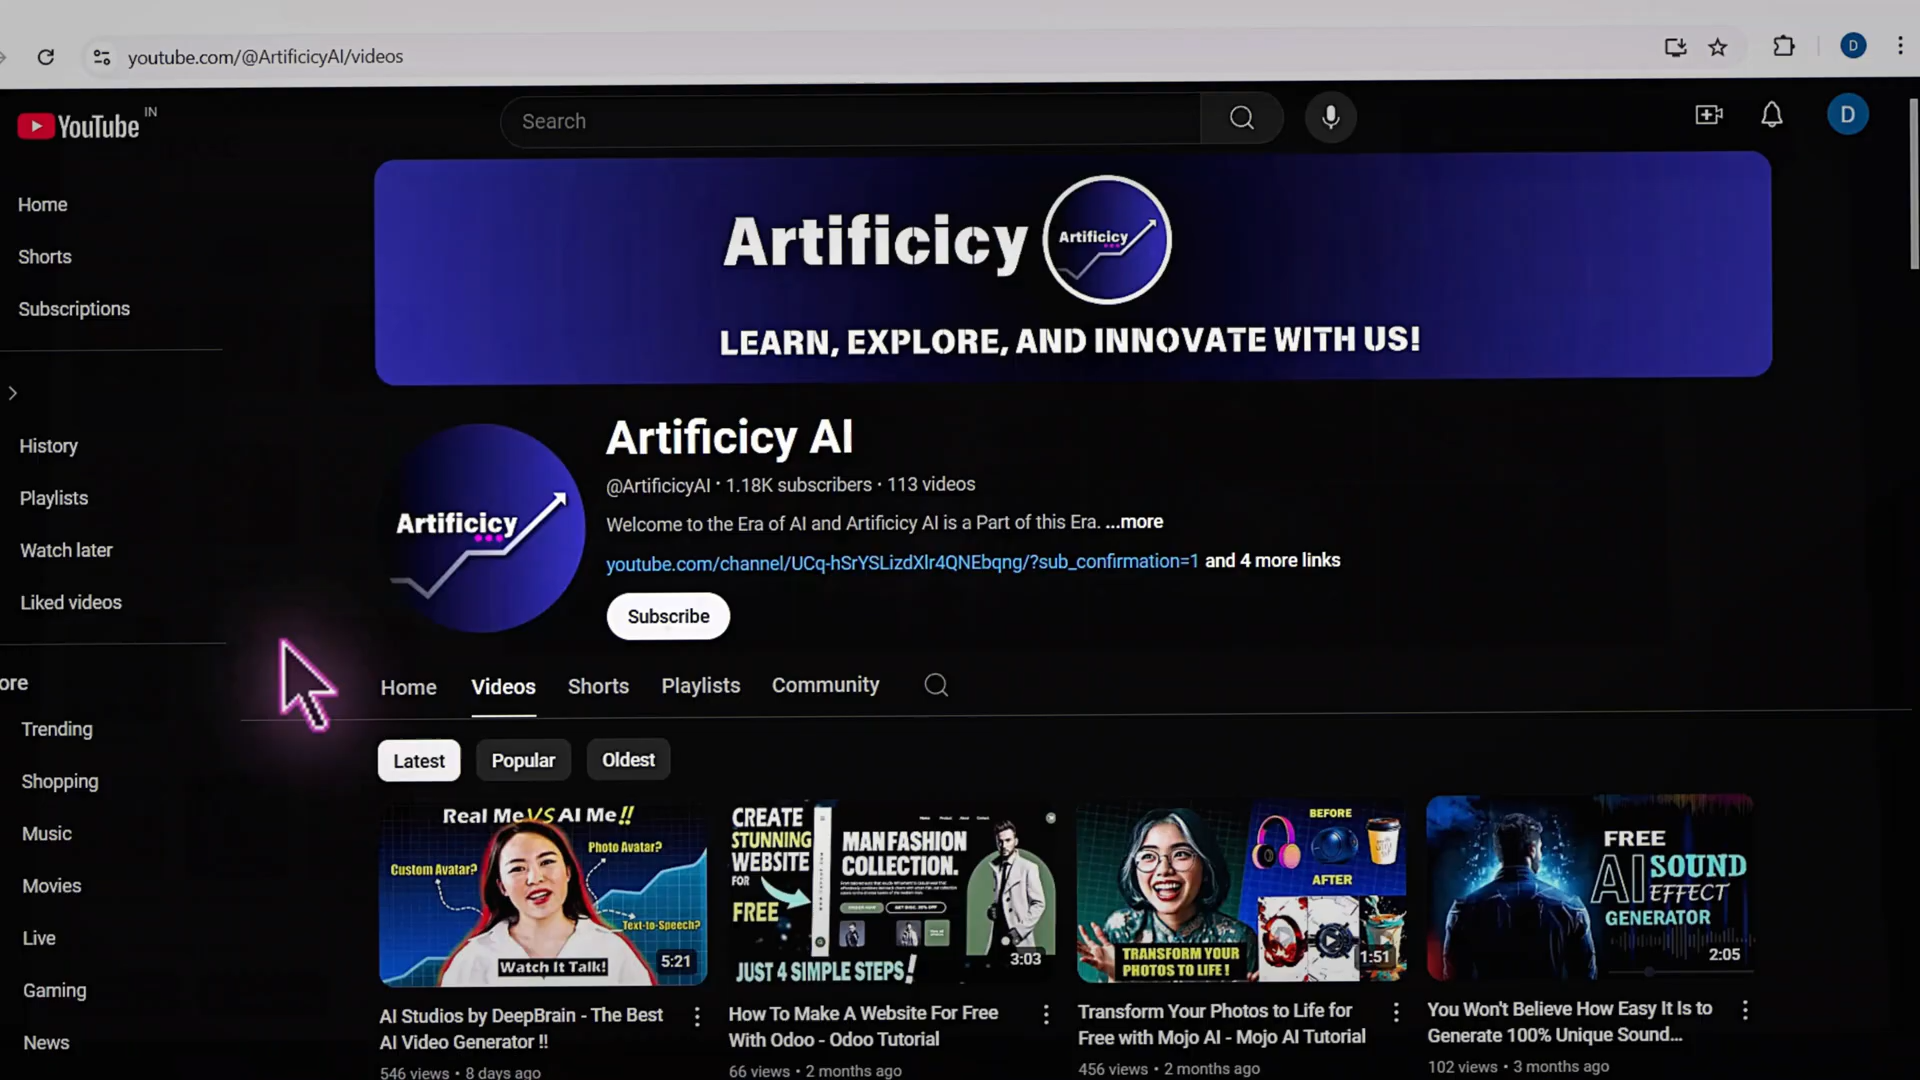 youtube.com/@ArtificicyAI/videos
D
YouTube IN
Search
D
Home
Shorts
Subscriptions
History
Playlists
Watch later
Liked videos
ore
Trending
Shopping
Music
Movies
Live
Gaming
News
Artificicy
Artificicy
LEARN, EXPLORE, AND INNOVATE WITH US!
Artificicy
Artificicy AI
@ArtificicyAI • 1.18K subscribers • 113 videos
Welcome to the Era of AI and Artificicy AI is a Part of this Era. ...more
youtube.com/channel/UCq-hSrYSLizdXlr4QNEbqng/?sub_confirmation=1 and 4 more links
Subscribe
Home Videos Shorts Playlists Community
Latest Popular Oldest
Real Me VS AI Me !!
Photo Avatar?
Custom Avatar?
Text-to-Speech?
Watch It Talk!
5:21
AI Studios by DeepBrain - The Best
AI Video Generator !!
546 views • 8 days ago
CREATE
STUNNING
WEBSITE
FOR
FREE
MAN FASHION
COLLECTION.
JUST 4 SIMPLE STEPS!
3:03
How To Make A Website For Free
With Odoo - Odoo Tutorial
66 views • 2 months ago
BEFORE
AFTER
TRANSFORM YOUR
PHOTOS TO LIFE !
1:51
Transform Your Photos to Life for
Free with Mojo AI - Mojo AI Tutorial
456 views • 2 months ago
FREE
AI SOUND
EFFECT
GENERATOR
2:05
You Won't Believe How Easy It Is to
Generate 100% Unique Sound...
102 views • 3 months ago